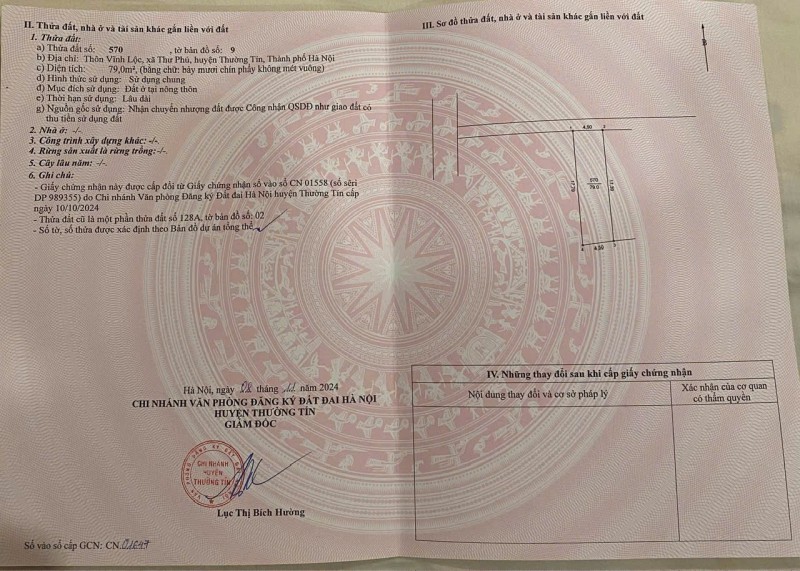 II. Thửa đất, nhà ở và tài sản khác gắn liền với đất
1. Thửa đất:
a) Thửa đất số: 570 , tờ bản đồ số: 9
b) Địa chỉ: Thôn Vĩnh Lộc, xã Thư Phú, huyện Thường Tín, Thành phố Hà Nội
c) Diện tích: 79,0m², (bằng chữ: bảy mươi chín phẩy không mét vuông)
d) Hình thức sử dụng: Sử dụng chung
đ) Mục đích sử dụng: Đất ở tại nông thôn
e) Thời hạn sử dụng: Lâu dài
g) Nguồn gốc sử dụng: Nhận chuyển nhượng đất được Công nhận QSDĐ như giao đất có
thu tiền sử dụng đất
2. Nhà ở: -/-.
3. Công trình xây dựng khác: -/-.
4. Rừng sản xuất là rừng trồng: -/-.
5. Cây lâu năm: -/-.
6. Ghi chú:
- Giấy chứng nhận này được cấp đổi từ Giấy chứng nhận số vào sổ CN 01558 (số sêri
DP 989355) do Chi nhánh Văn phòng Đăng ký Đất đai Hà Nội huyện Thường Tín cấp
ngày 10/10/2024
- Thửa đất cũ là một phần thửa đất số 128A, tờ bản đồ số: 02
- Số tờ, số thửa được xác định theo Bản đồ dự án tổng thể.
Hà Nội, ngày tháng năm 2024
CHI NHÁNH VĂN PHÒNG ĐĂNG KÝ ĐẤT ĐAI HÀ NỘI
HUYỆN THƯỜNG TÍN
GIÁM ĐỐC
CHI NHÁNH
HUYỆN
THƯỜNG TÍN
Lục Thị Bích Hường
Số vào sổ cấp GCN: CN.01647
III. Sơ đồ thửa đất, nhà ở và tài sản khác gắn liền với đất
B
4.50
570
79.0
4.50
IV. Những thay đổi sau khi cấp giấy chứng nhận
Nội dung thay đổi và cơ sở pháp lý
Xác nhận của cơ quan
có thẩm quyền